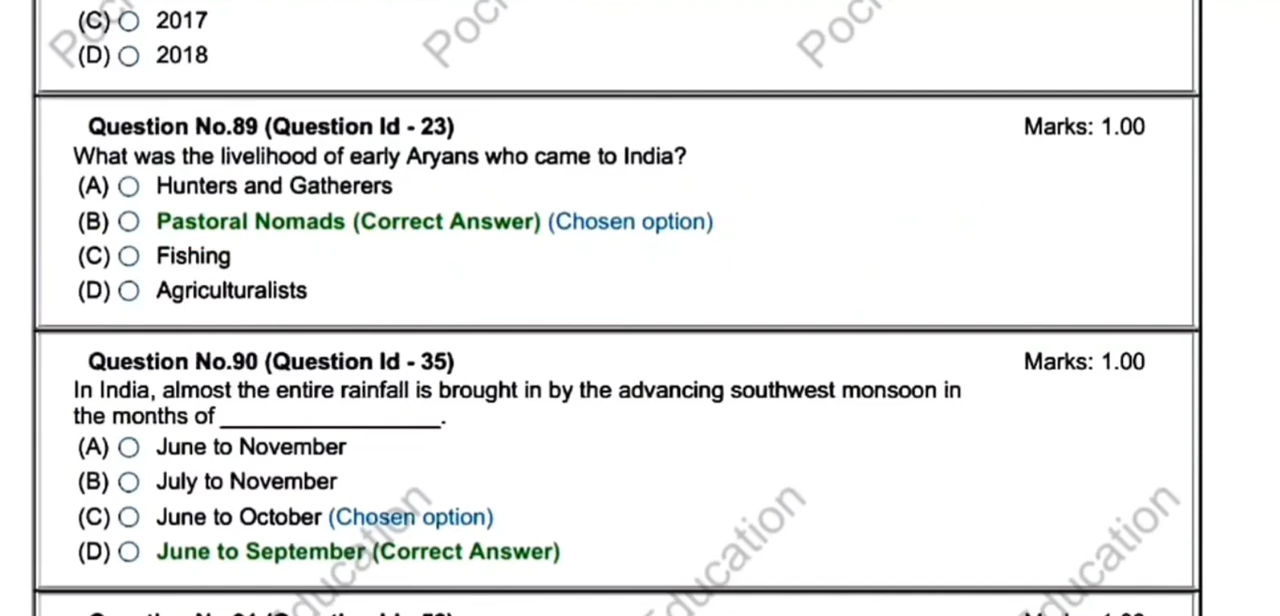 (C) 2017
(D) 2018
Question No.89 (Question Id - 23) Marks: 1.00
What was the livelihood of early Aryans who came to India?
(A) Hunters and Gatherers
(B) Pastoral Nomads (Correct Answer) (Chosen option)
(C) Fishing
(D) Agriculturalists
Question No.90 (Question Id - 35) Marks: 1.00
In India, almost the entire rainfall is brought in by the advancing southwest monsoon in
the months of ____________________.
(A) June to November
(B) July to November
(C) June to October (Chosen option)
(D) June to September (Correct Answer)